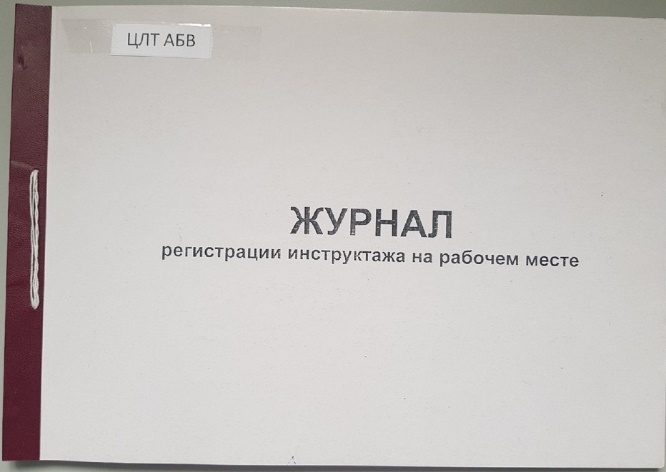 ЦЛТ АБВ
ЖУРНАЛ
регистрации инструктажа на рабочем месте